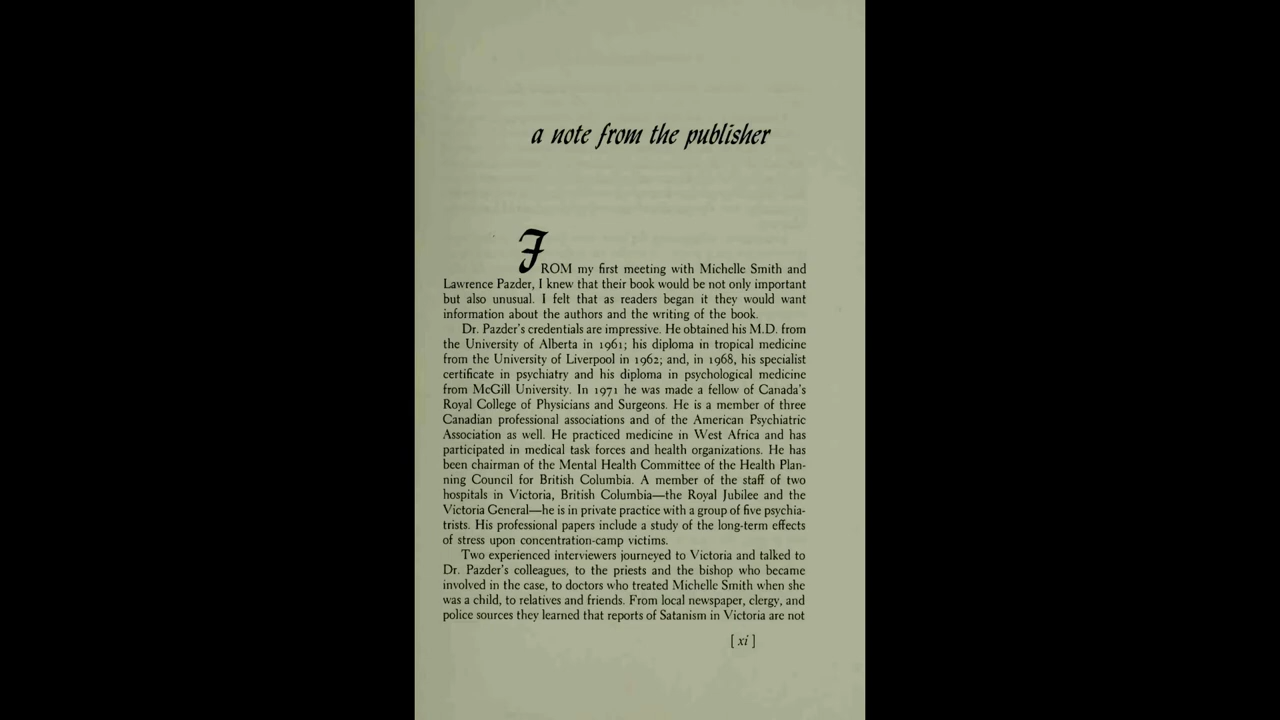 a note from the publisher
FROM my first meeting with Michelle Smith and
Lawrence Pazder, I knew that their book would be not only important
but also unusual. I felt that as readers began it they would want
information about the authors and the writing of the book.
Dr. Pazder's credentials are impressive. He obtained his M.D. from
the University of Alberta in 1961; his diploma in tropical medicine
from the University of Liverpool in 1962; and, in 1968, his specialist
certificate in psychiatry and his diploma in psychological medicine
from McGill University. In 1971 he was made a fellow of Canada's
Royal College of Physicians and Surgeons. He is a member of three
Canadian professional associations and of the American Psychiatric
Association as well. He practiced medicine in West Africa and has
participated in medical task forces and health organizations. He has
been chairman of the Mental Health Committee of the Health Plan-
ning Council for British Columbia. A member of the staff of two
hospitals in Victoria, British Columbia—the Royal Jubilee and the
Victoria General—he is in private practice with a group of five psychia-
trists. His professional papers include a study of the long-term effects
of stress upon concentration-camp victims.
Two experienced interviewers journeyed to Victoria and talked to
Dr. Pazder's colleagues, to the priests and the bishop who became
involved in the case, to doctors who treated Michelle Smith when she
was a child, to relatives and friends. From local newspaper, clergy, and
police sources they learned that reports of Satanism in Victoria are not
[ xi ]